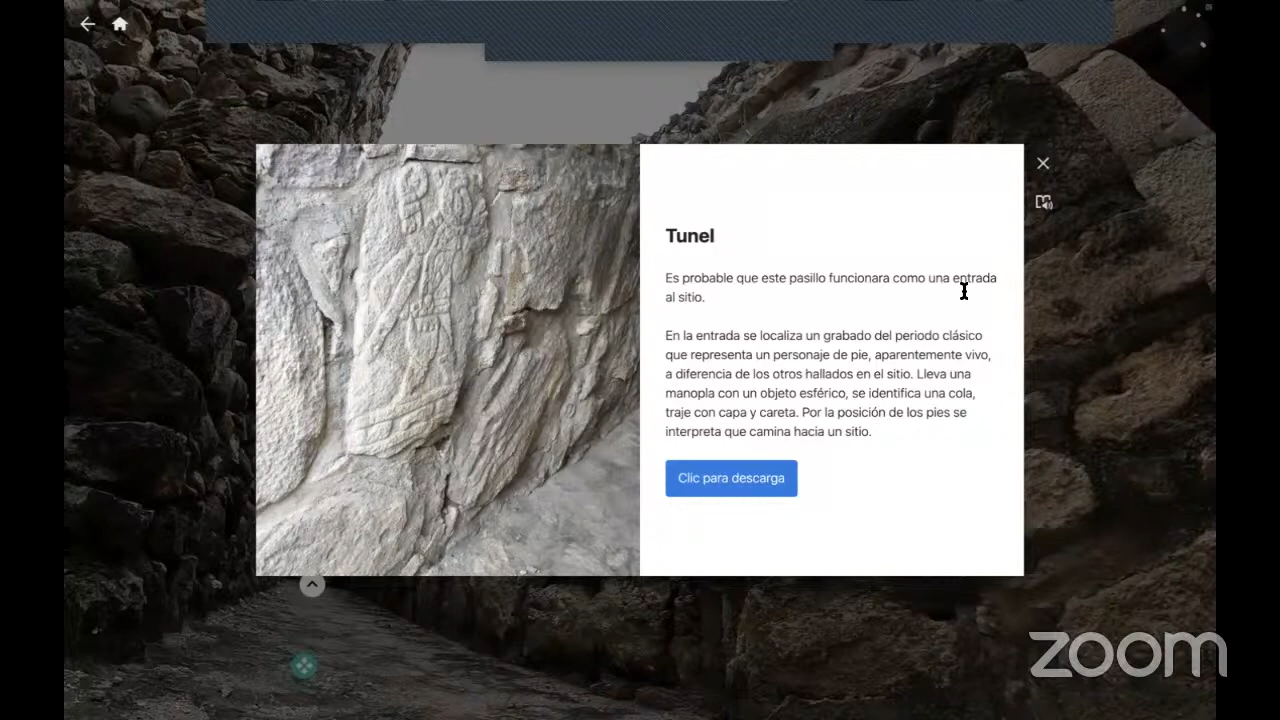 Tunel
Es probable que este pasillo funcionara como una entrada
al sitio.
En la entrada se localiza un grabado del periodo clásico
que representa un personaje de pie, aparentemente vivo,
a diferencia de los otros hallados en el sitio. Lleva una
manopla con un objeto esférico, se identifica una cola,
traje con capa y careta. Por la posición de los pies se
interpreta que camina hacia un sitio.
Clic para descarga
zoom